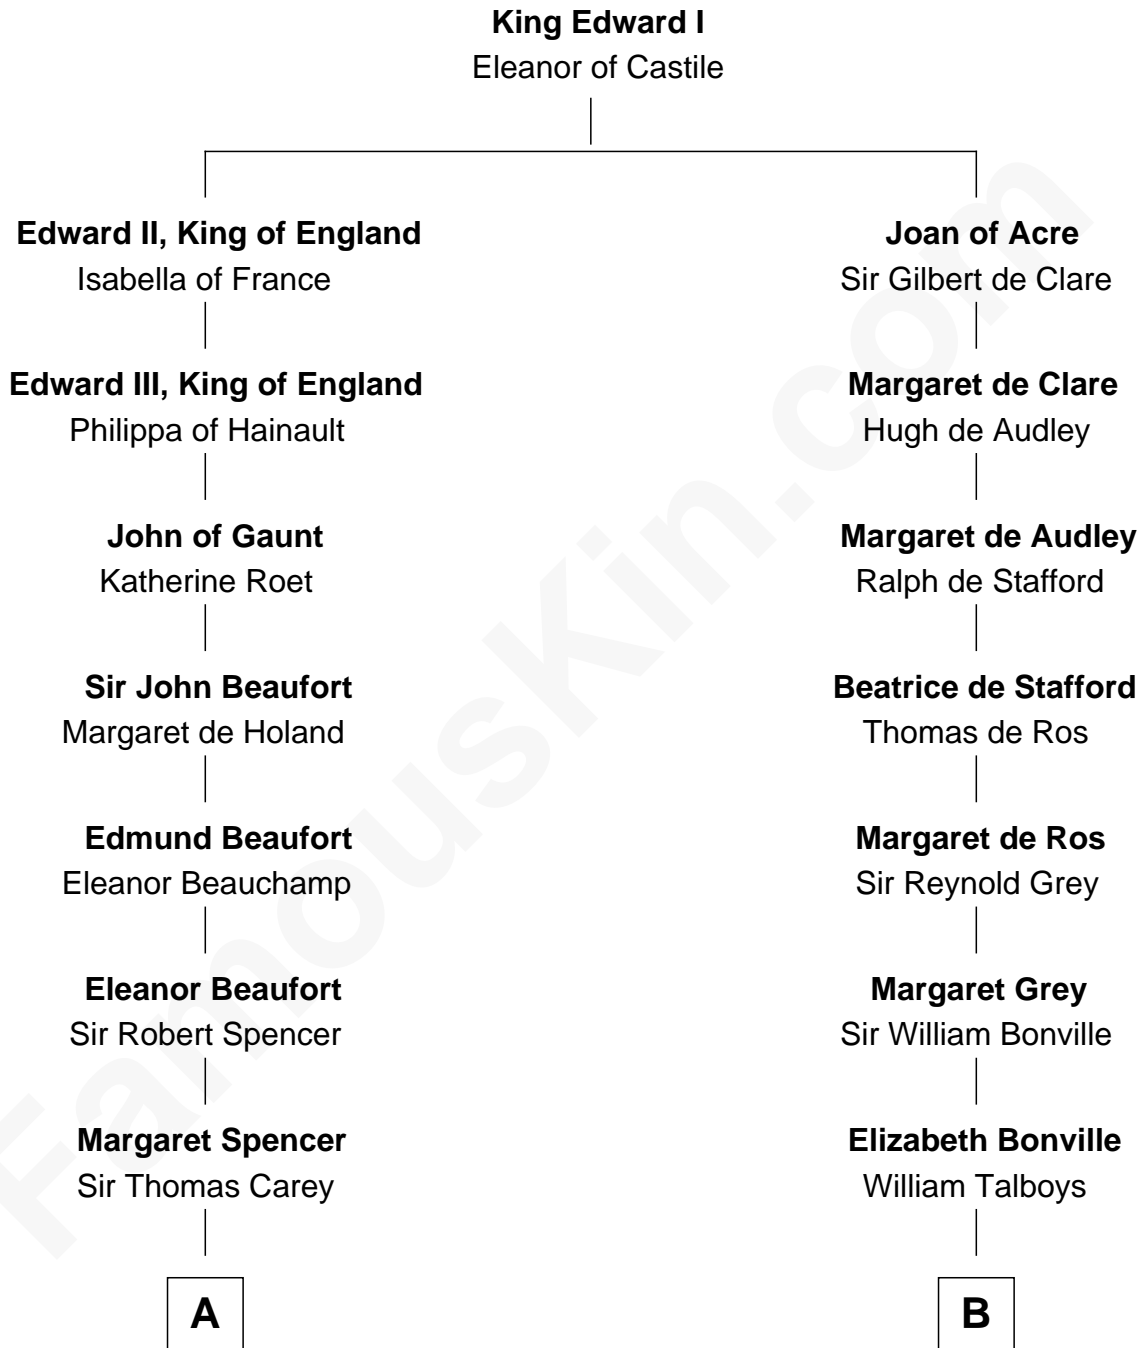 King Edward I
Eleanor of Castile
Edward II, King of England
Isabella of France
Joan of Acre
Sir Gilbert de Clare
Edward III, King of England
Philippa of Hainault
Margaret de Clare
Hugh de Audley
John of Gaunt
Katherine Roet
Margaret de Audley
Ralph de Stafford
Sir John Beaufort
Margaret de Holand
Beatrice de Stafford
Thomas de Ros
Edmund Beaufort
Eleanor Beauchamp
Margaret de Ros
Sir Reynold Grey
Eleanor Beaufort
Sir Robert Spencer
Margaret Grey
Sir William Bonville
Margaret Spencer
Sir Thomas Carey
Elizabeth Bonville
William Talboys
A
B
FamousKin.com